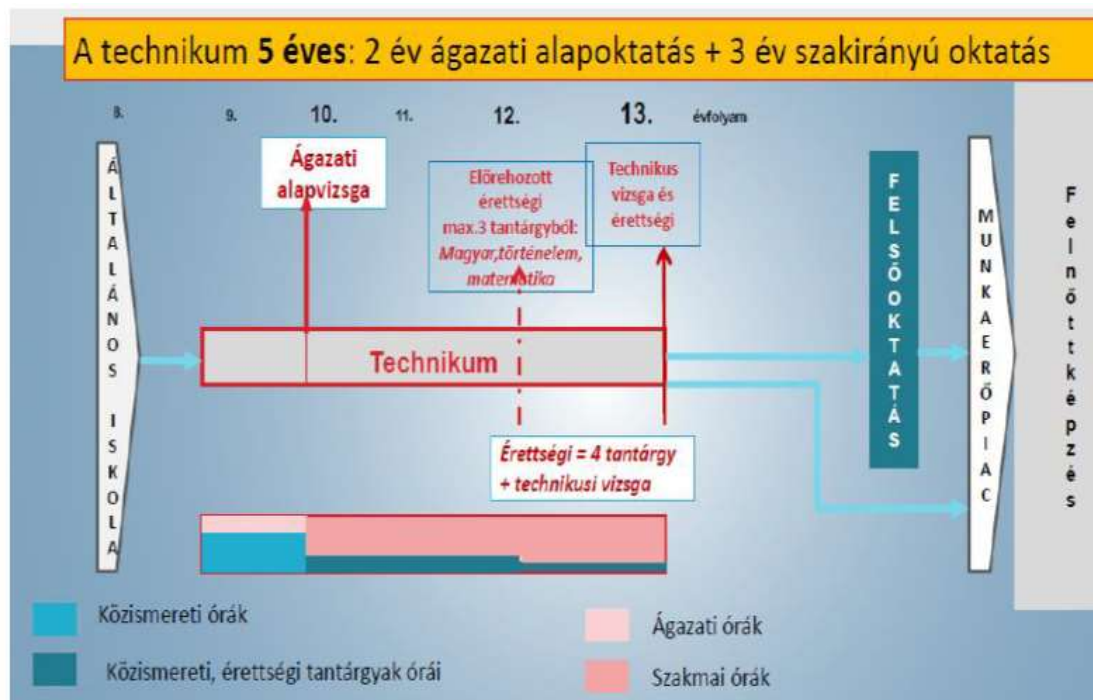 A technikum 5 éves: 2 év ágazati alapoktatás + 3 év szakirányú oktatás
8. 9. 10. 11. 12. 13. évfolyam
ÁLTALÁNOS ISKOLA
Ágazati
alapvizsga
Előrehozott
érettségi
max.3 tantárgyból:
Magyar,történelem,
matematika
Technikus
vizsga és
érettségi
Technikum
Érettségi = 4 tantárgy
+ technikusi vizsga
FELSŐOKTATÁS
MUNKAERŐPIAC
Felnőttképzés
Közismereti órák
Közismereti, érettségi tantárgyak órái
Ágazati órák
Szakmai órák